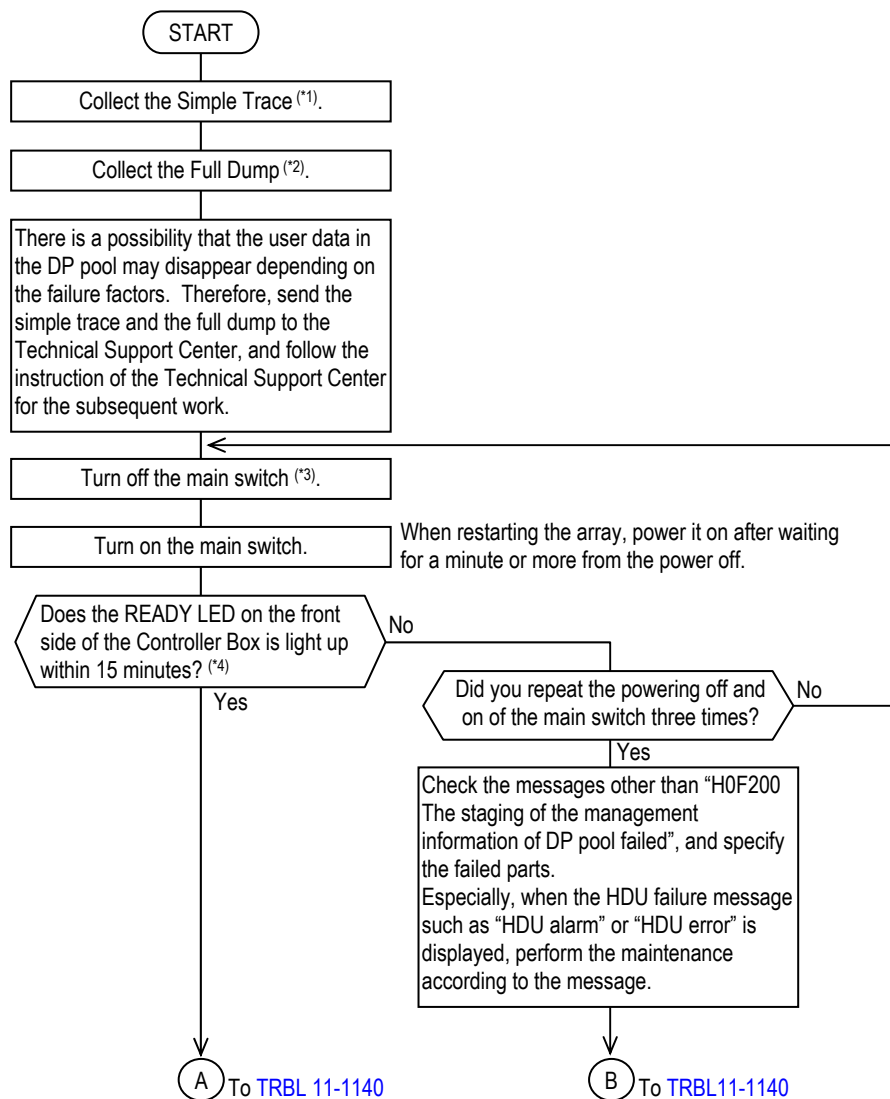 START
Collect the Simple Trace (*1).
Collect the Full Dump (*2).
There is a possibility that the user data in
the DP pool may disappear depending on
the failure factors.  Therefore, send the
simple trace and the full dump to the
Technical Support Center, and follow the
instruction of the Technical Support Center
for the subsequent work.
Turn off the main switch (*3).
Turn on the main switch.
When restarting the array, power it on after waiting
for a minute or more from the power off.
Does the READY LED on the front
side of the Controller Box is light up
within 15 minutes? (*4)
No
Yes
Did you repeat the powering off and
on of the main switch three times?
No
Yes
Check the messages other than “H0F200
The staging of the management
information of DP pool failed”, and specify
the failed parts.
Especially, when the HDU failure message
such as “HDU alarm” or “HDU error” is
displayed, perform the maintenance
according to the message.
A To TRBL 11-1140
B To TRBL11-1140